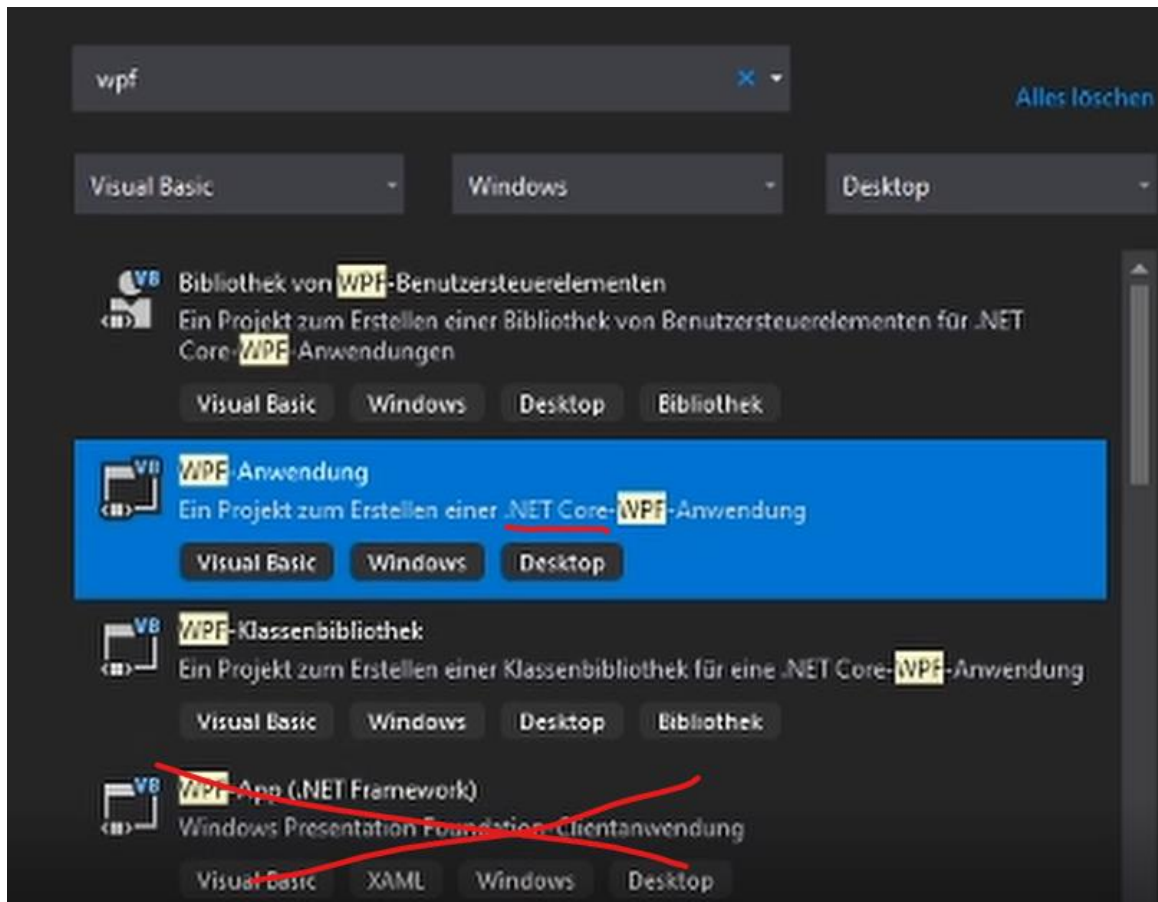 wpf
Alles löschen
Visual Basic
Windows
Desktop
VB
Bibliothek von WPF-Benutzersteuerelementen
Ein Projekt zum Erstellen einer Bibliothek von Benutzersteuerelementen für .NET
Core-WPF-Anwendungen
Visual Basic Windows Desktop Bibliothek
VB
WPF-Anwendung
Ein Projekt zum Erstellen einer .NET Core-WPF-Anwendung
Visual Basic Windows Desktop
VB
WPF-Klassenbibliothek
Ein Projekt zum Erstellen einer Klassenbibliothek für eine .NET Core-WPF-Anwendung
Visual Basic Windows Desktop Bibliothek
VB
WPF-App (.NET Framework)
Windows Presentation Foundation-Clientanwendung
Visual Basic XAML Windows Desktop